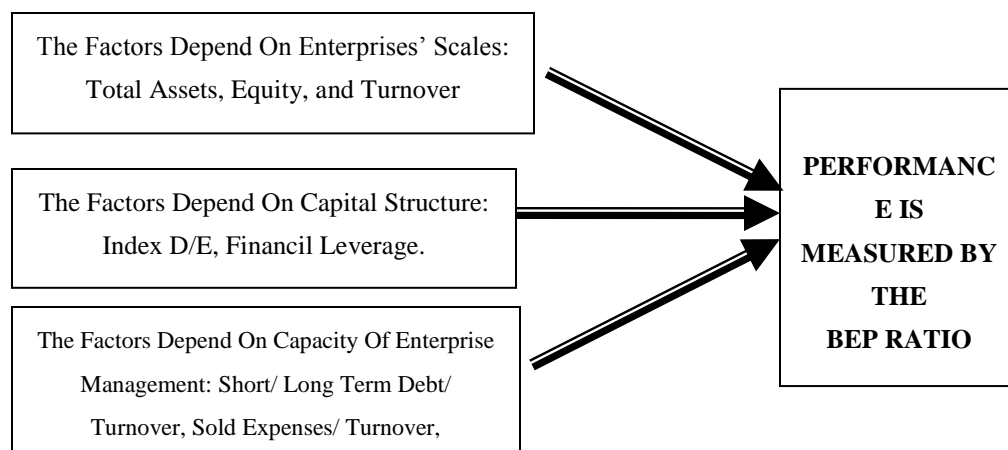 The Factors Depend On Enterprises’ Scales:
Total Assets, Equity, and Turnover
The Factors Depend On Capital Structure:
Index D/E, Financil Leverage.
The Factors Depend On Capacity Of Enterprise
Management: Short/ Long Term Debt/
Turnover, Sold Expenses/ Turnover,
PERFORMANC
E IS
MEASURED BY
THE
BEP RATIO